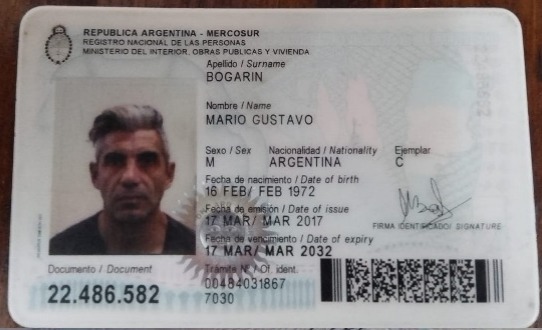 REPUBLICA ARGENTINA - MERCOSUR
REGISTRO NACIONAL DE LAS PERSONAS
MINISTERIO DEL INTERIOR, OBRAS PUBLICAS Y VIVIENDA
Apellido / Surname
BOGARIN
Nombre / Name
MARIO GUSTAVO
Sexo / Sex Nacionalidad / Nationality Ejemplar
M ARGENTINA C
Fecha de nacimiento / Date of birth
16 FEB/ FEB 1972
Fecha de emisión / Date of issue
17 MAR/ MAR 2017
FIRMA IDENTIFICADO/ SIGNATURE
Fecha de vencimiento / Date of expiry
17 MAR/ MAR 2032
Documento / Document
22.486.582
Trámite Nº / Of. ident.
00484031867
7030